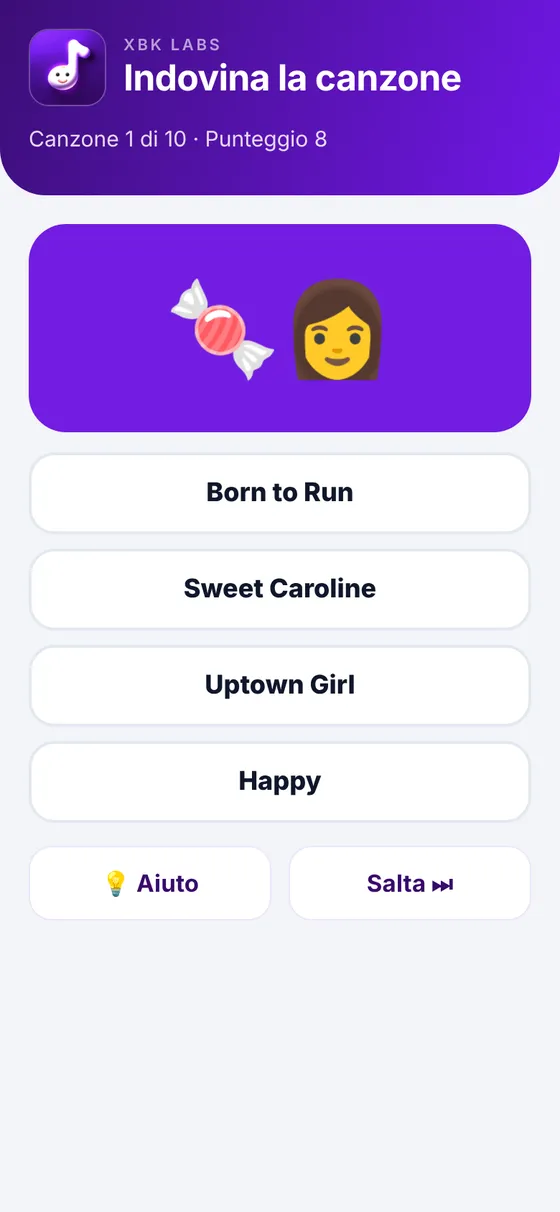 XBK LABS
Indovina la canzone
Canzone 1 di 10 · Punteggio 8
Born to Run
Sweet Caroline
Uptown Girl
Happy
💡 Aiuto
Salta ⏭